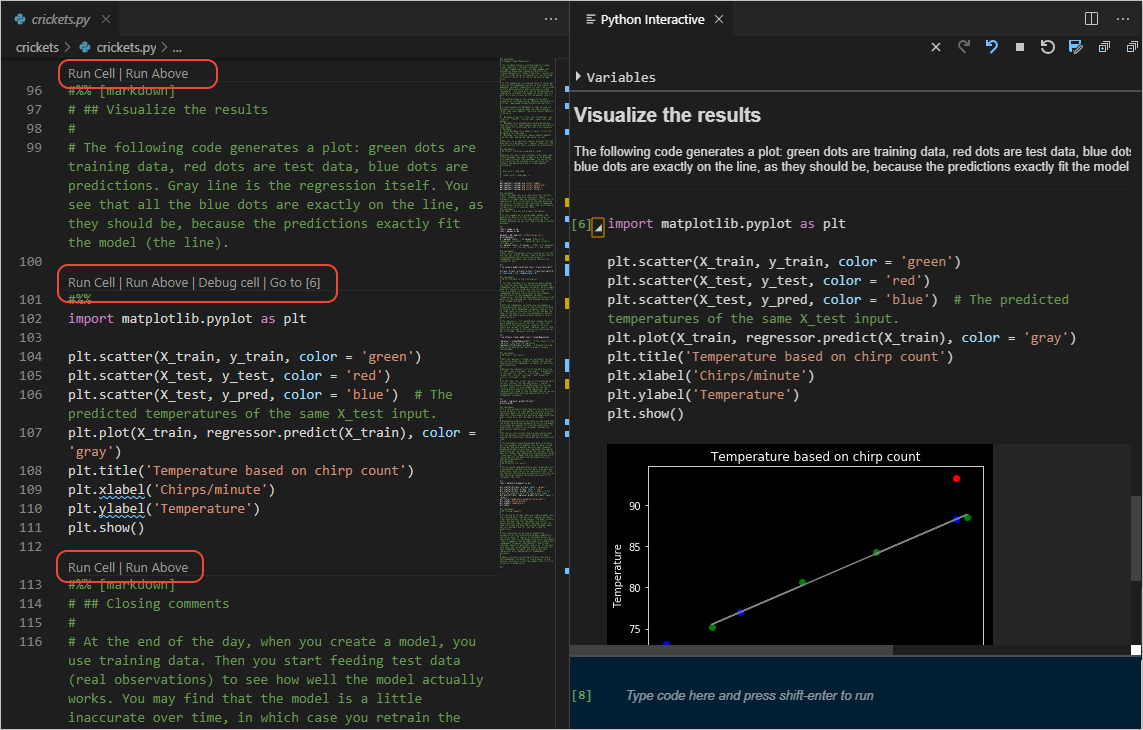 crickets.py
crickets > crickets.py > ...
Run Cell | Run Above
96 #%% [markdown]
97 # ## Visualize the results
98 #
99 # The following code generates a plot: green dots are
training data, red dots are test data, blue dots are
predictions. Gray line is the regression itself. You
see that all the blue dots are exactly on the line, as
they should be, because the predictions exactly fit
the model (the line).
100
Run Cell | Run Above | Debug cell | Go to [6]
101 #%%
102 import matplotlib.pyplot as plt
103
104 plt.scatter(X_train, y_train, color = 'green')
105 plt.scatter(X_test, y_test, color = 'red')
106 plt.scatter(X_test, y_pred, color = 'blue')  # The
predicted temperatures of the same X_test input.
107 plt.plot(X_train, regressor.predict(X_train), color =
'gray')
108 plt.title('Temperature based on chirp count')
109 plt.xlabel('Chirps/minute')
110 plt.ylabel('Temperature')
111 plt.show()
112
Run Cell | Run Above
113 #%% [markdown]
114 # ## Closing comments
115 #
116 # At the end of the day, when you create a model, you
use training data. Then you start feeding test data
(real observations) to see how well the model actually
works. You may find that the model is a little
inaccurate over time, in which case you retrain the
Python Interactive
Variables
Visualize the results
The following code generates a plot: green dots are training data, red dots are test data, blue dots
blue dots are exactly on the line, as they should be, because the predictions exactly fit the model
[6] import matplotlib.pyplot as plt
plt.scatter(X_train, y_train, color = 'green')
plt.scatter(X_test, y_test, color = 'red')
plt.scatter(X_test, y_pred, color = 'blue')  # The predicted
temperatures of the same X_test input.
plt.plot(X_train, regressor.predict(X_train), color = 'gray')
plt.title('Temperature based on chirp count')
plt.xlabel('Chirps/minute')
plt.ylabel('Temperature')
plt.show()
Temperature based on chirp count
90
85
80
75
Temperature
[8] Type code here and press shift-enter to run